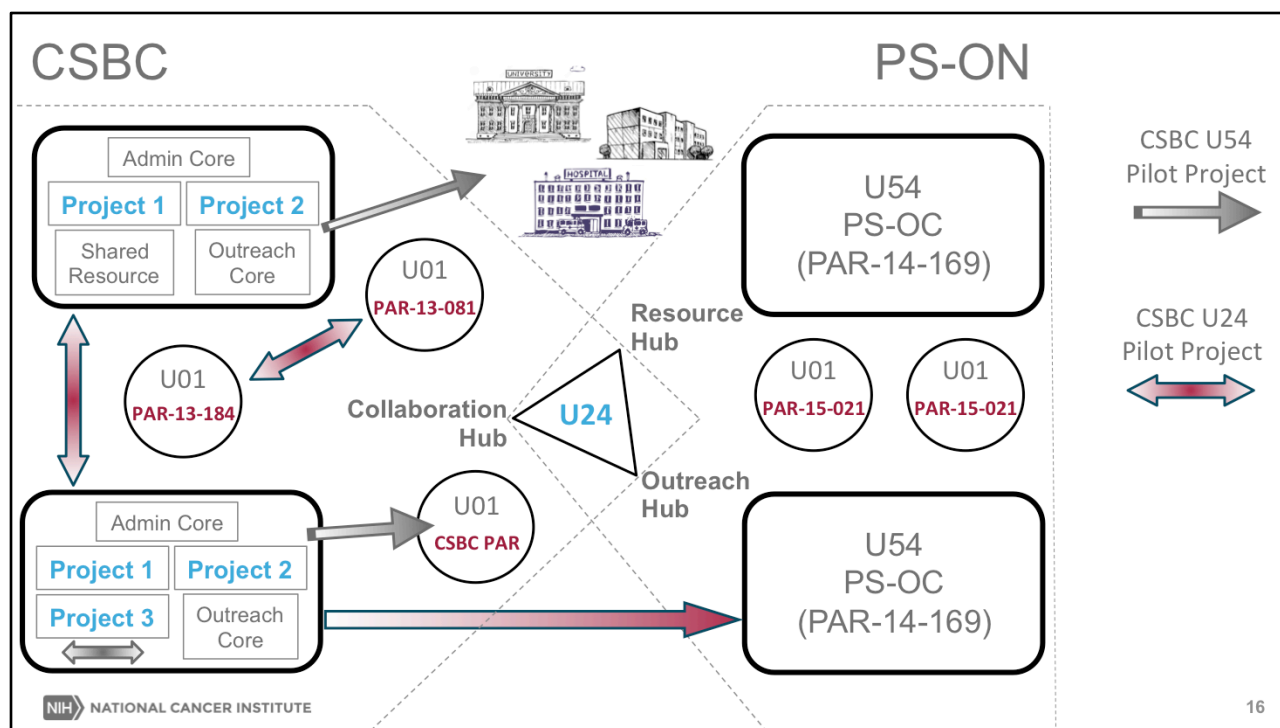 CSBC
PS-ON
UNIVERSITY
HOSPITAL
Admin Core
Project 1
Project 2
Shared
Resource
Outreach
Core
U01
PAR-13-081
U01
PAR-13-184
Admin Core
Project 1
Project 2
Project 3
Outreach
Core
U01
CSBC PAR
Collaboration
Hub
U24
Resource
Hub
Outreach
Hub
U54
PS-OC
(PAR-14-169)
U01
PAR-15-021
U01
PAR-15-021
U54
PS-OC
(PAR-14-169)
CSBC U54
Pilot Project
CSBC U24
Pilot Project
NIH NATIONAL CANCER INSTITUTE
16